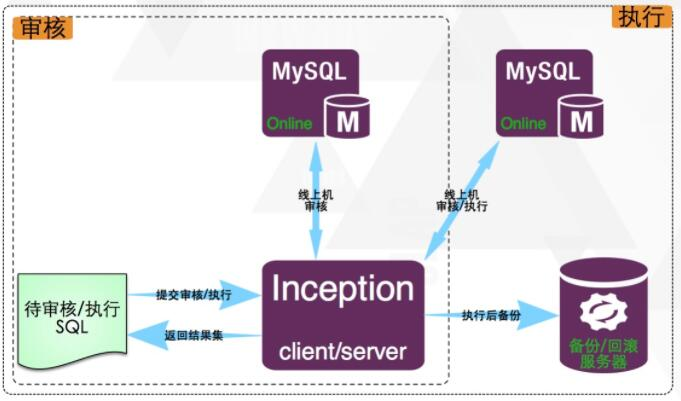 审核
执行
MySQL
Online
M
MySQL
Online
M
线上机
审核
线上机
审核/执行
待审核/执行
SQL
提交审核/执行
返回结果集
Inception
client/server
执行后备份
备份/回滚
服务器